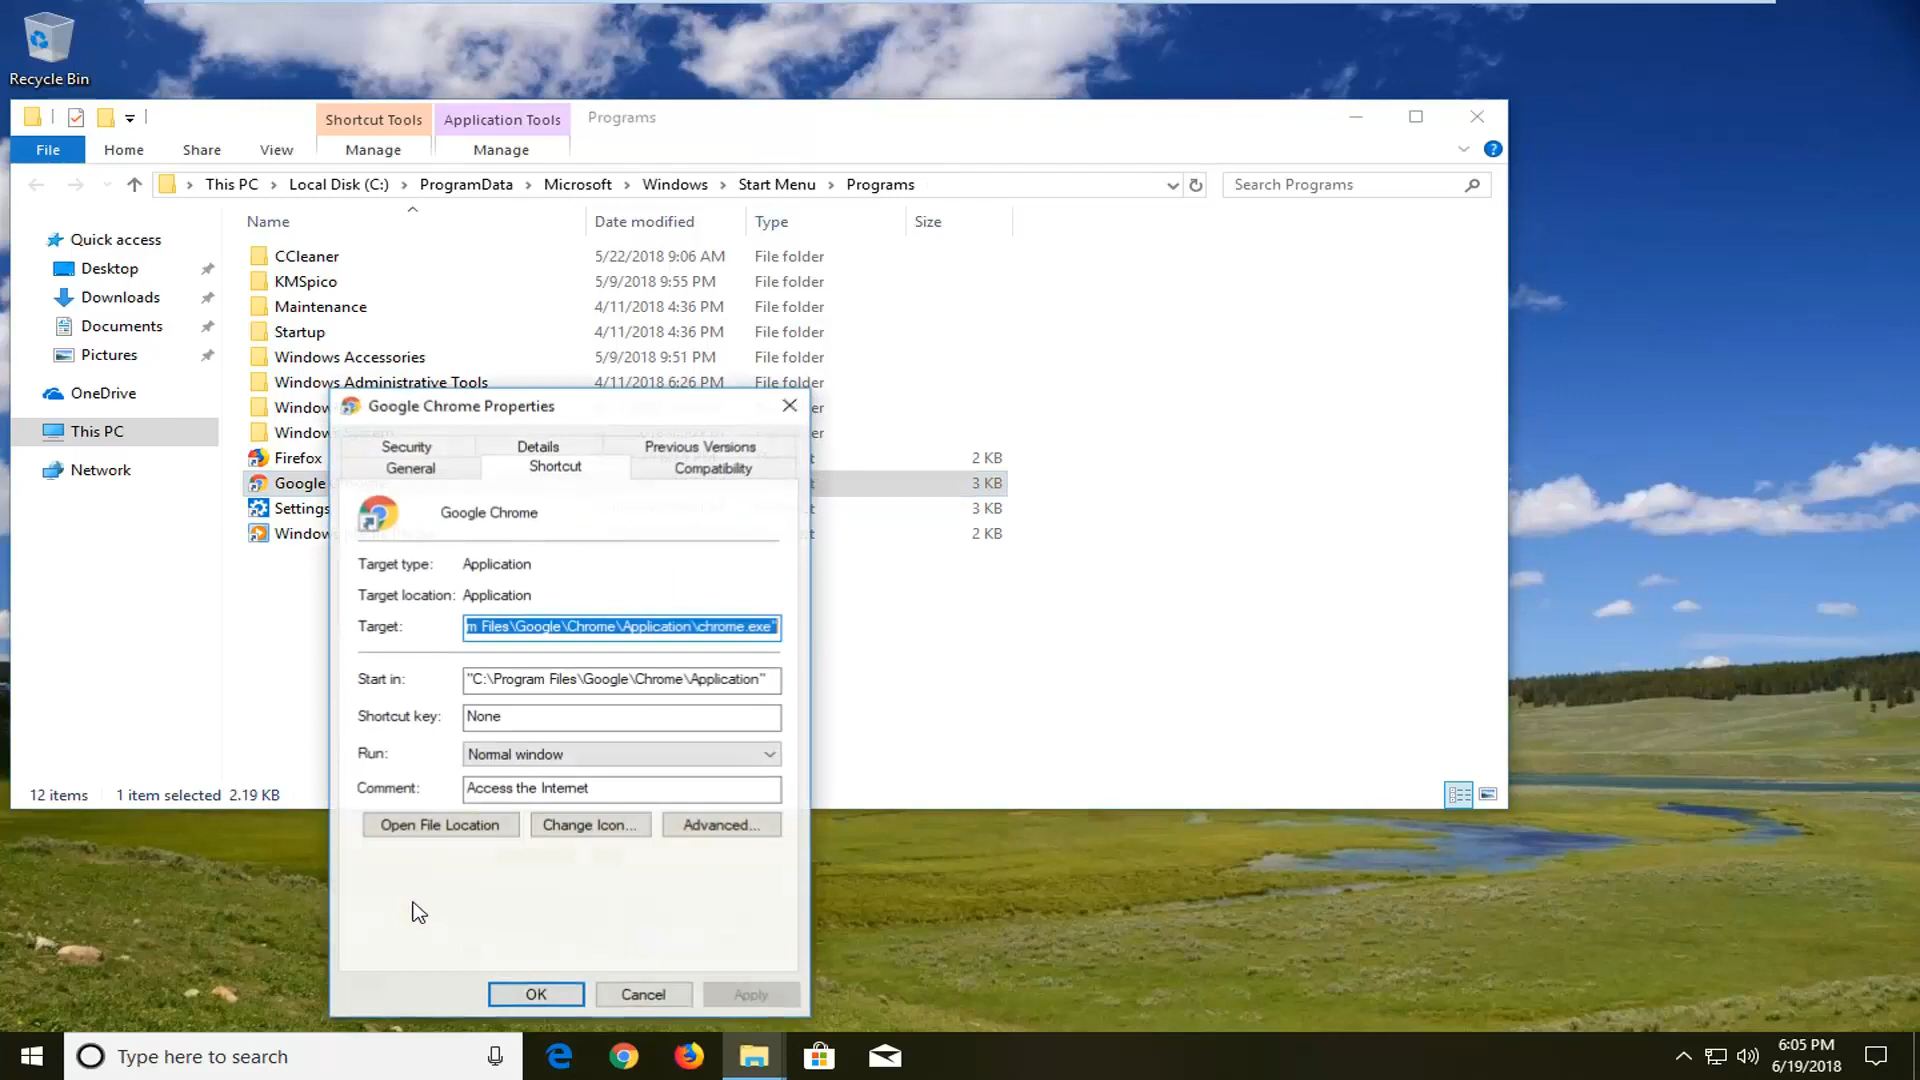 Recycle Bin
Shortcut Tools Application Tools Programs
File Home Share View Manage Manage
This PC Local Disk (C:) ProgramData Microsoft Windows Start Menu Programs
Search Programs
Name Date modified Type Size
Quick access
Desktop
Downloads
Documents
Pictures
OneDrive
This PC
Network
CCleaner 5/22/2018 9:06 AM File folder
KMSpico 5/9/2018 9:55 PM File folder
Maintenance 4/11/2018 4:36 PM File folder
Startup 4/11/2018 4:36 PM File folder
Windows Accessories 5/9/2018 9:51 PM File folder
Windows Administrative Tools 4/11/2018 6:26 PM File folder
Firefox 2 KB
Google 3 KB
Settings 3 KB
Window 2 KB
12 items 1 item selected 2.19 KB
Google Chrome Properties
Security Details Previous Versions
General Shortcut Compatibility
Google Chrome
Target type: Application
Target location: Application
Target: m Files\Google\Chrome\Application\chrome.exe"
Start in: "C:\Program Files\Google\Chrome\Application"
Shortcut key: None
Run: Normal window
Comment: Access the Internet
Open File Location Change Icon... Advanced...
OK Cancel Apply
Type here to search
6:05 PM
6/19/2018